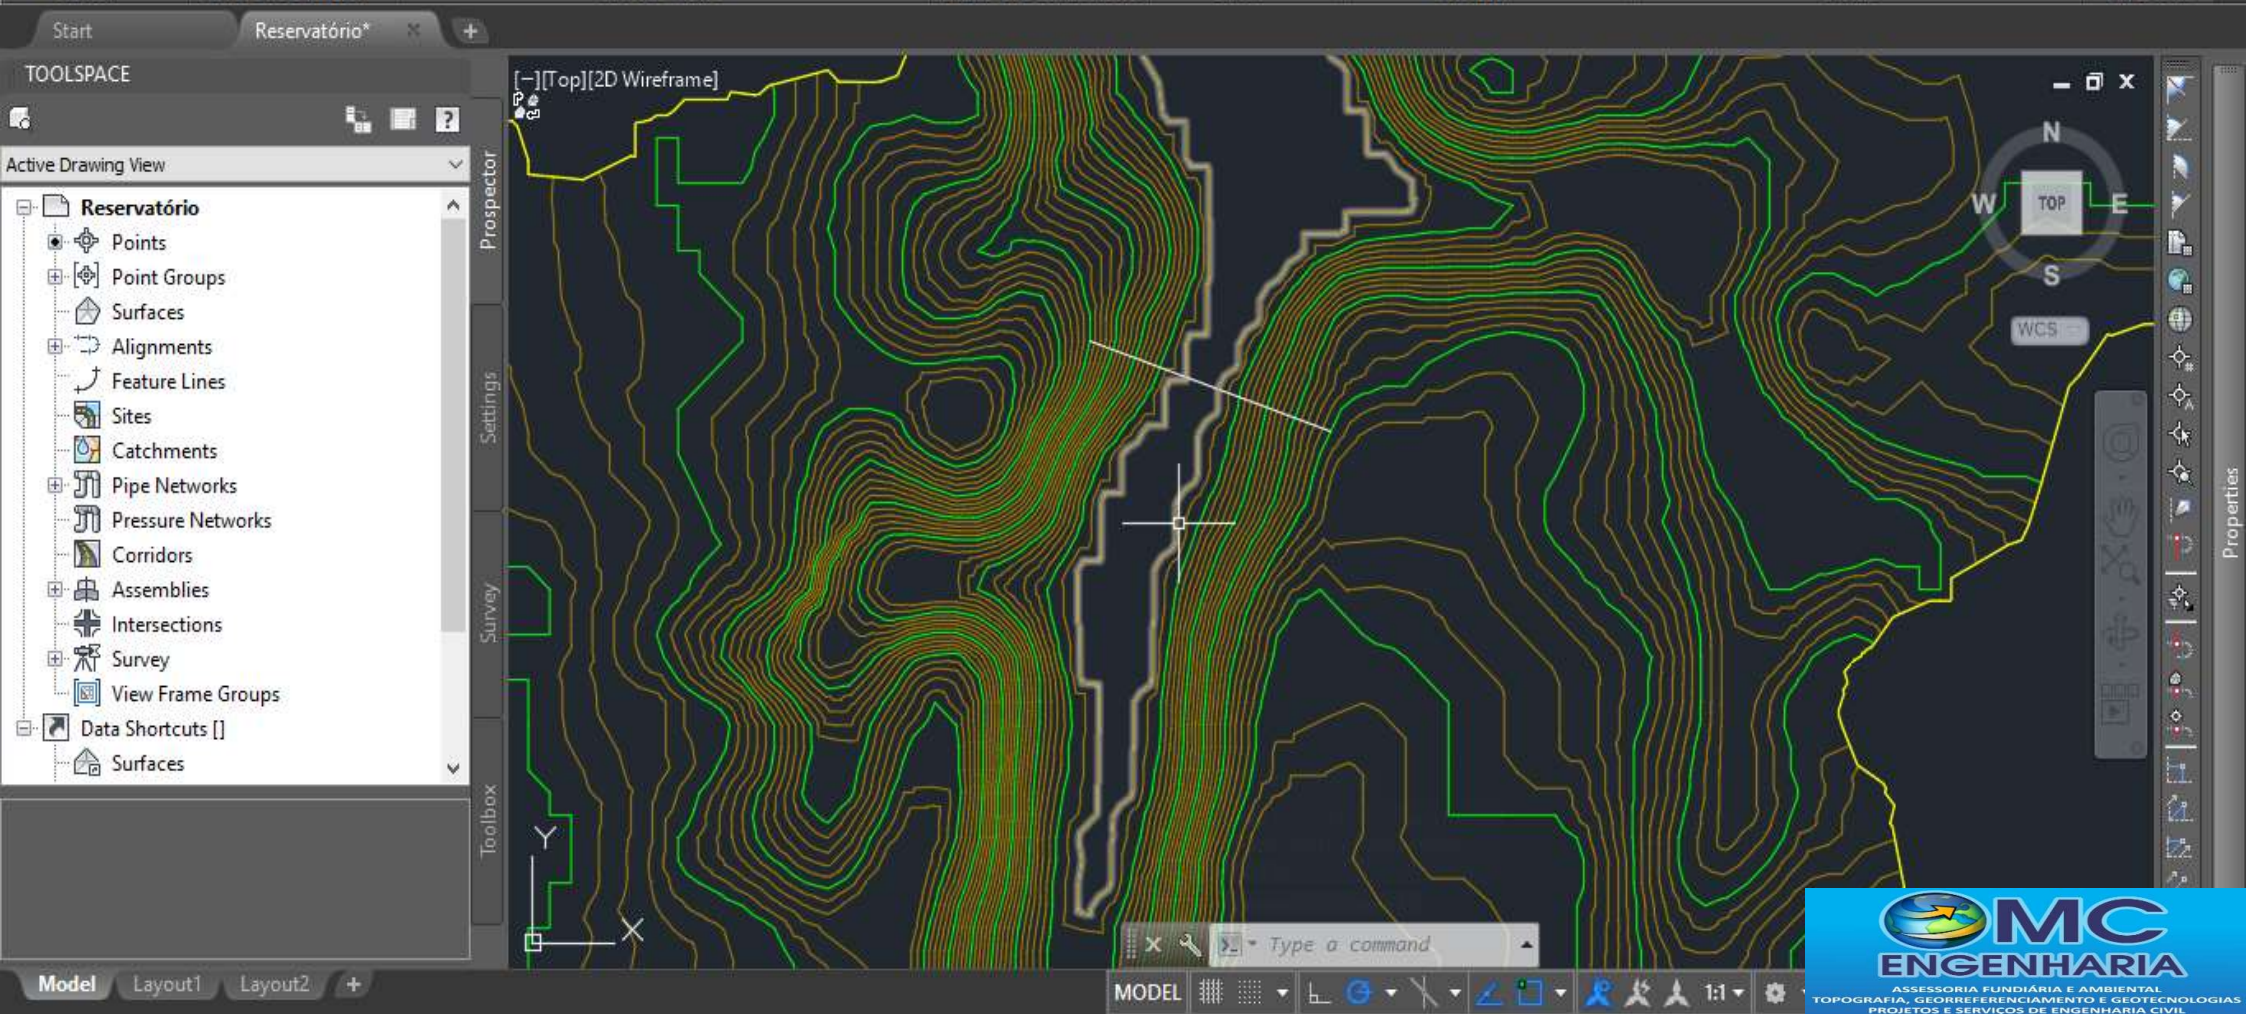 Start
Reservatório*
TOOLSPACE
Active Drawing View
Reservatório
Points
Point Groups
Surfaces
Alignments
Feature Lines
Sites
Catchments
Pipe Networks
Pressure Networks
Corridors
Assemblies
Intersections
Survey
View Frame Groups
Data Shortcuts []
Surfaces
Prospector
Settings
Survey
Toolbox
[−][Top][2D Wireframe]
N
W
TOP
E
S
WCS
Properties
Y
X
Type a command
Model
Layout1
Layout2
MODEL
1:1
MC
ENGENHARIA
ASSESSORIA FUNDIÁRIA E AMBIENTAL
TOPOGRAFIA, GEORREFERENCIAMENTO E GEOTECNOLOGIAS
PROJETOS E SERVIÇOS DE ENGENHARIA CIVIL